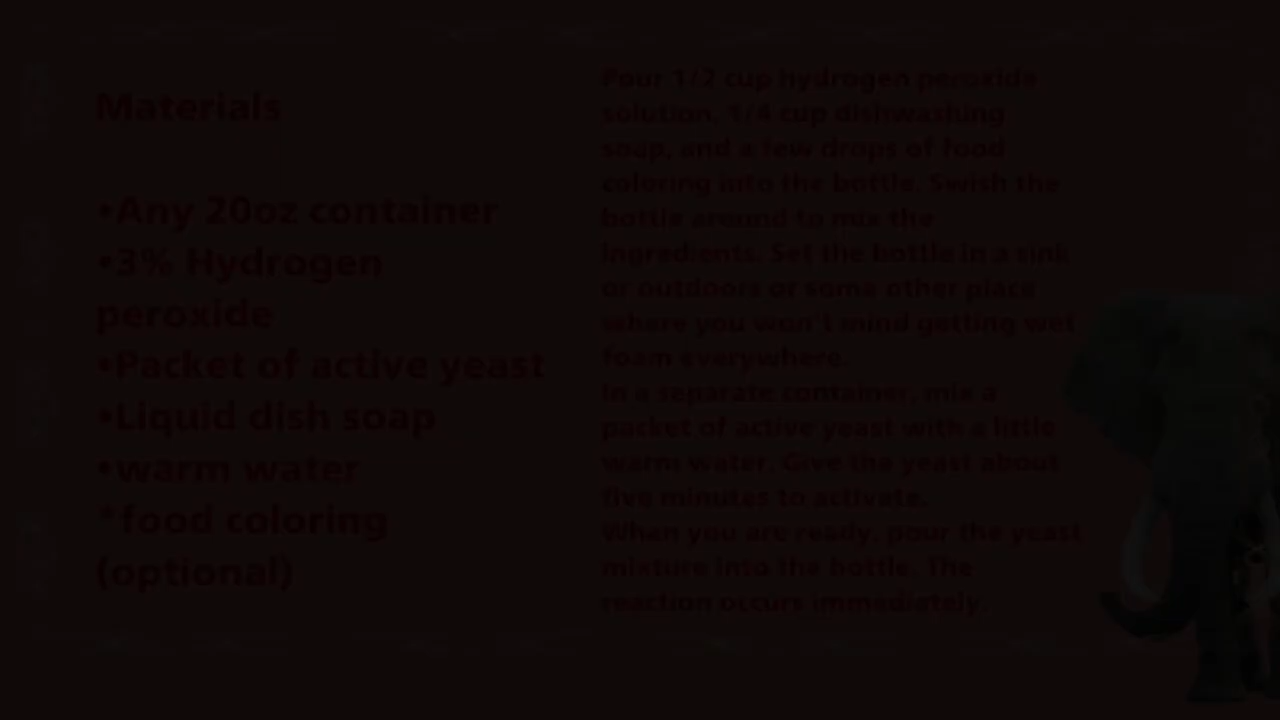 Materials
•Any 20oz container
•3% Hydrogen
peroxide
•Packet of active yeast
•Liquid dish soap
•warm water
*food coloring
(optional)
Pour 1/2 cup hydrogen peroxide
solution, 1/4 cup dishwashing
soap, and a few drops of food
coloring into the bottle. Swish the
bottle around to mix the
ingredients. Set the bottle in a sink
or outdoors or some other place
where you won't mind getting wet
foam everywhere.
In a separate container, mix a
packet of active yeast with a little
warm water. Give the yeast about
five minutes to activate.
When you are ready, pour the yeast
mixture into the bottle. The
reaction occurs immediately.